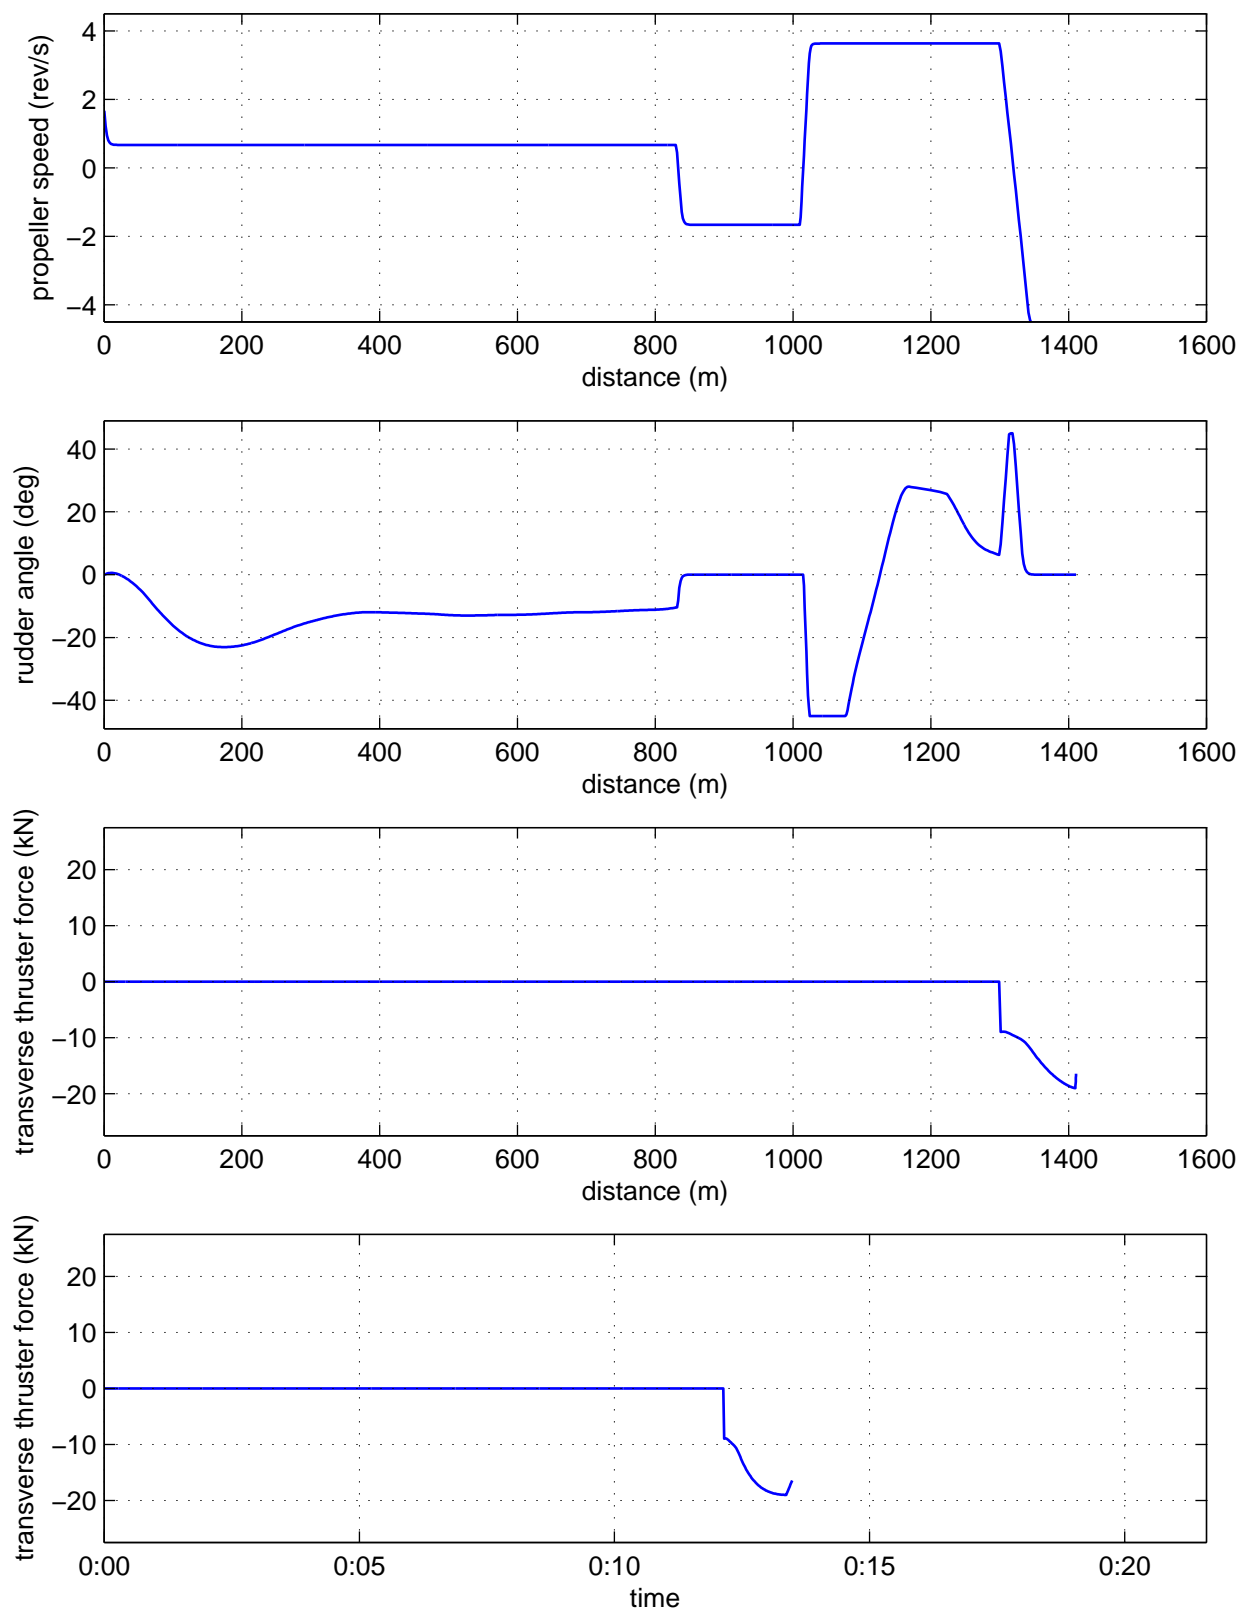 propeller speed (rev/s)
4
2
0
−2
−4
0 200 400 600 800 1000 1200 1400 1600
distance (m)
rudder angle (deg)
40
20
0
−20
−40
0 200 400 600 800 1000 1200 1400 1600
distance (m)
transverse thruster force (kN)
20
10
0
−10
−20
0 200 400 600 800 1000 1200 1400 1600
distance (m)
transverse thruster force (kN)
20
10
0
−10
−20
0:00 0:05 0:10 0:15 0:20
time